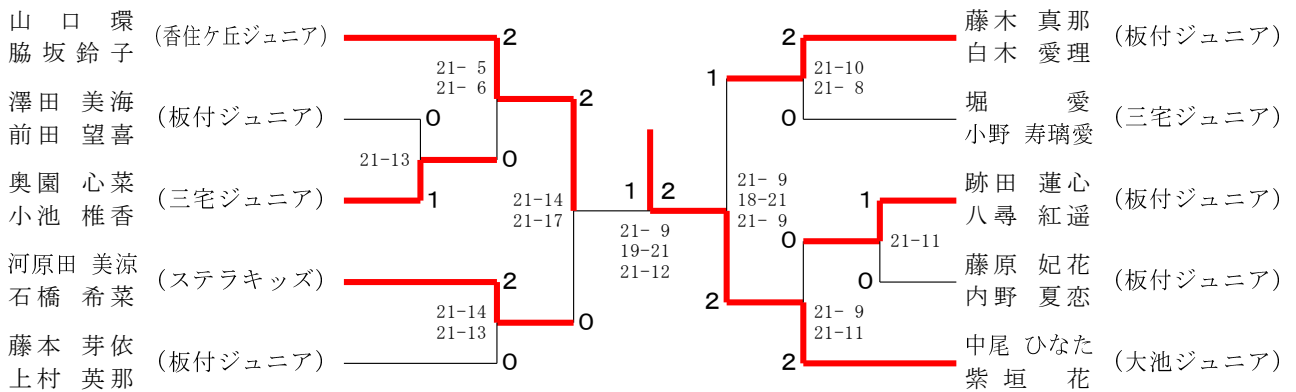 山 口 環
脇 坂 鈴 子
(香住ケ丘ジュニア)
2
21- 5
21- 6
澤 田 美 海
前 田 望 喜
(板付ジュニア)
0
2
21-13
0
奥 園 心 菜
小 池 椎 香
(三宅ジュニア)
1
21-14
21-17
河原田 美涼
石 橋 希 菜
(ステラキッズ)
2
21-14
21-13
0
藤 本 芽 依
上 村 英 那
(板付ジュニア)
0
1
2
21- 9
19-21
21-12
藤 木 真 那
白 木 愛 理
(板付ジュニア)
2
1
21-10
21- 8
堀 愛
小野 寿璃愛
(三宅ジュニア)
0
21- 9
18-21
21- 9
跡 田 蓮 心
八 尋 紅 遥
(板付ジュニア)
1
0
21-11
藤 原 妃 花
内 野 夏 恋
(板付ジュニア)
0
2
21- 9
21-11
中尾 ひなた
紫 垣 花
(大池ジュニア)
2